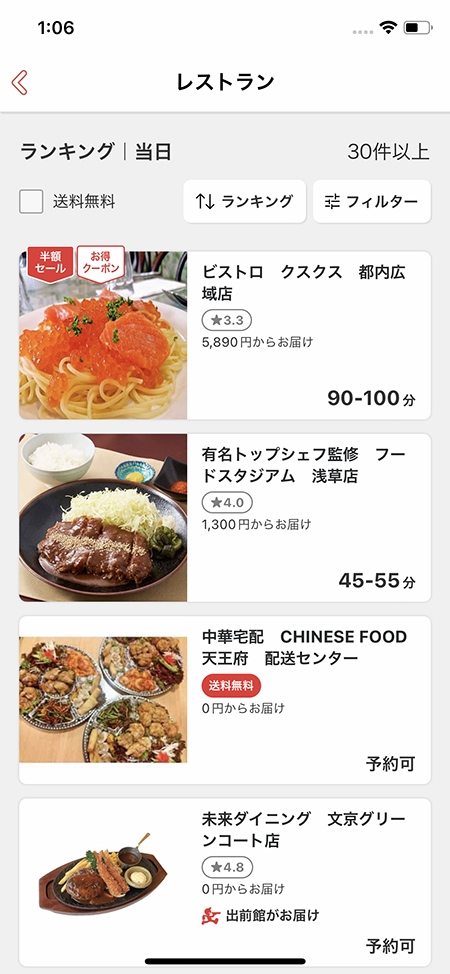 1:06
レストラン
ランキング｜当日
30件以上
送料無料
ランキング
フィルター
半額
セール
お得
クーポン
ビストロ　クスクス　都内広
域店
★3.3
5,890円からお届け
90-100分
有名トップシェフ監修　フー
ドスタジアム　浅草店
★4.0
1,300円からお届け
45-55分
中華宅配　CHINESE FOOD
天王府　配送センター
送料無料
0円からお届け
予約可
未来ダイニング　文京グリー
ンコート店
★4.8
0円からお届け
出前館がお届け
予約可